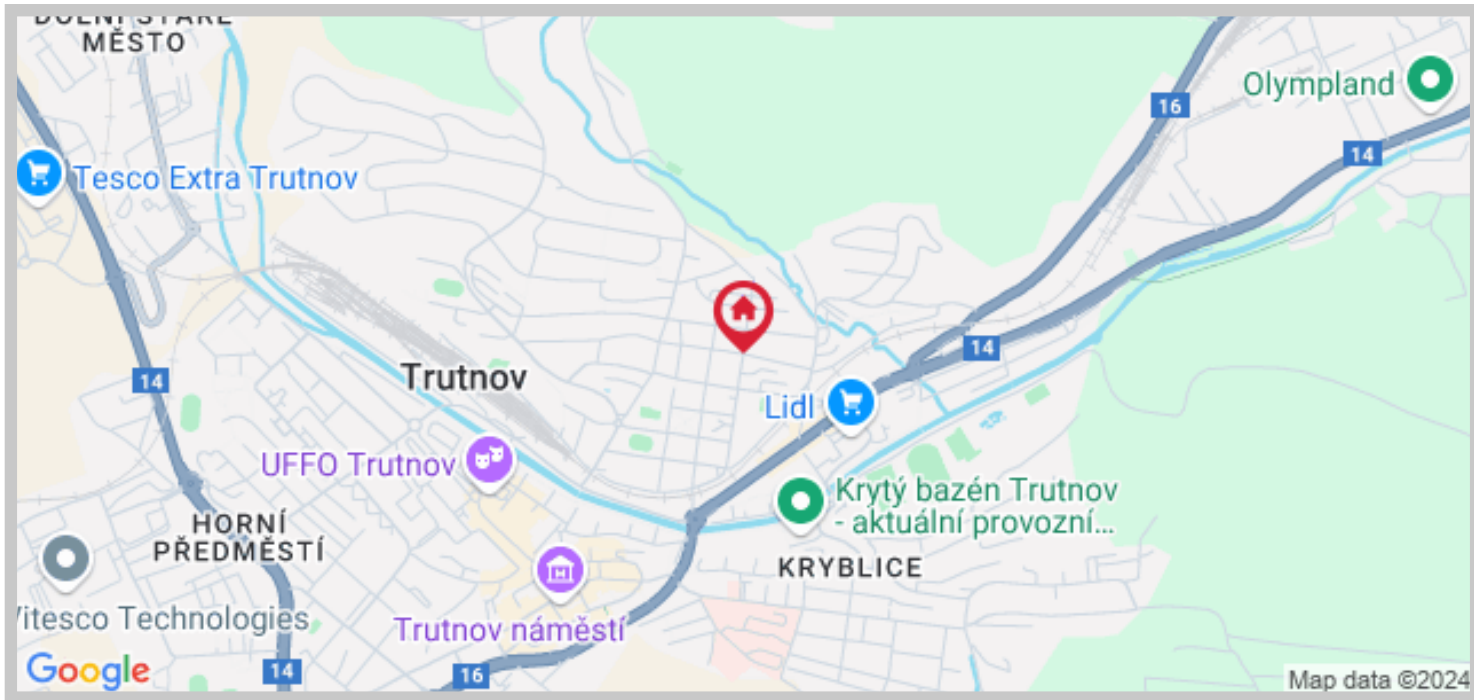 DOLNÍ STARÉ
MĚSTO
Olympland
16
14
Tesco Extra Trutnov
14
14
Trutnov
Lidl
UFFO Trutnov
Krytý bazén Trutnov
- aktuální provozní...
HORNÍ
PŘEDMĚSTÍ
KRYBLICE
Vitesco Technologies
Trutnov náměstí
Google
14
16
Map data ©2024